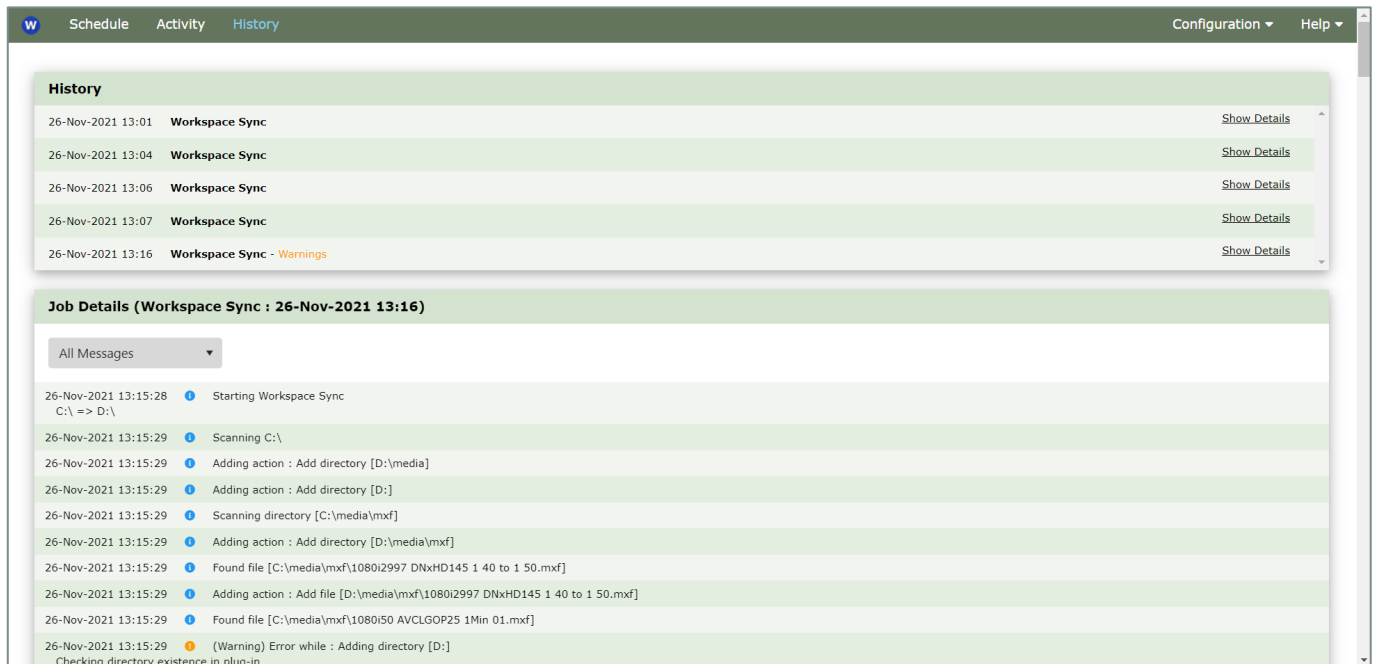 W Schedule Activity History Configuration Help
History
26-Nov-2021 13:01 Workspace Sync Show Details
26-Nov-2021 13:04 Workspace Sync Show Details
26-Nov-2021 13:06 Workspace Sync Show Details
26-Nov-2021 13:07 Workspace Sync Show Details
26-Nov-2021 13:16 Workspace Sync - Warnings Show Details
Job Details (Workspace Sync : 26-Nov-2021 13:16)
All Messages
26-Nov-2021 13:15:28 Starting Workspace Sync
C:\ => D:\
26-Nov-2021 13:15:29 Scanning C:\
26-Nov-2021 13:15:29 Adding action : Add directory [D:\media]
26-Nov-2021 13:15:29 Adding action : Add directory [D:]
26-Nov-2021 13:15:29 Scanning directory [C:\media\mxf]
26-Nov-2021 13:15:29 Adding action : Add directory [D:\media\mxf]
26-Nov-2021 13:15:29 Found file [C:\media\mxf\1080i2997 DNxHD145 1 40 to 1 50.mxf]
26-Nov-2021 13:15:29 Adding action : Add file [D:\media\mxf\1080i2997 DNxHD145 1 40 to 1 50.mxf]
26-Nov-2021 13:15:29 Found file [C:\media\mxf\1080i50 AVCLGOP25 1Min 01.mxf]
26-Nov-2021 13:15:29 (Warning) Error while : Adding directory [D:]
Checking directory existence in plug-in